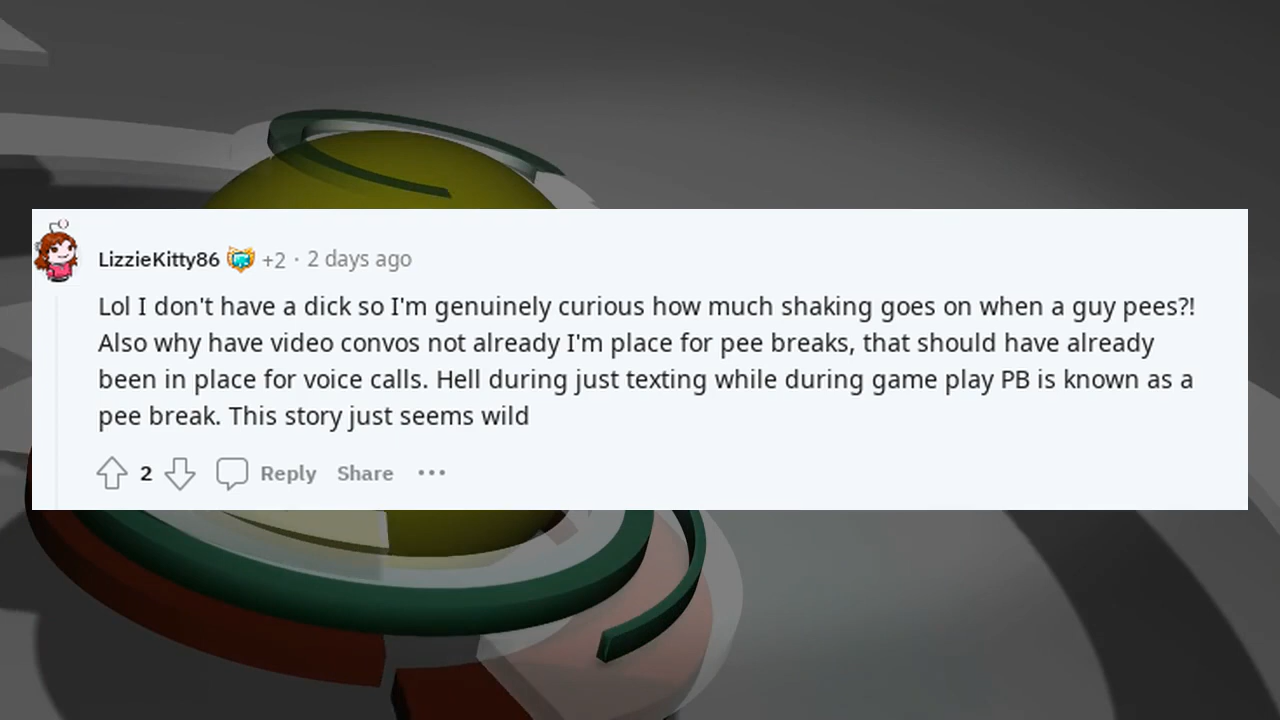 LizzieKitty86 +2 · 2 days ago
Lol I don't have a dick so I'm genuinely curious how much shaking goes on when a guy pees?!
Also why have video convos not already I'm place for pee breaks, that should have already
been in place for voice calls. Hell during just texting while during game play PB is known as a
pee break. This story just seems wild
2 Reply Share ···